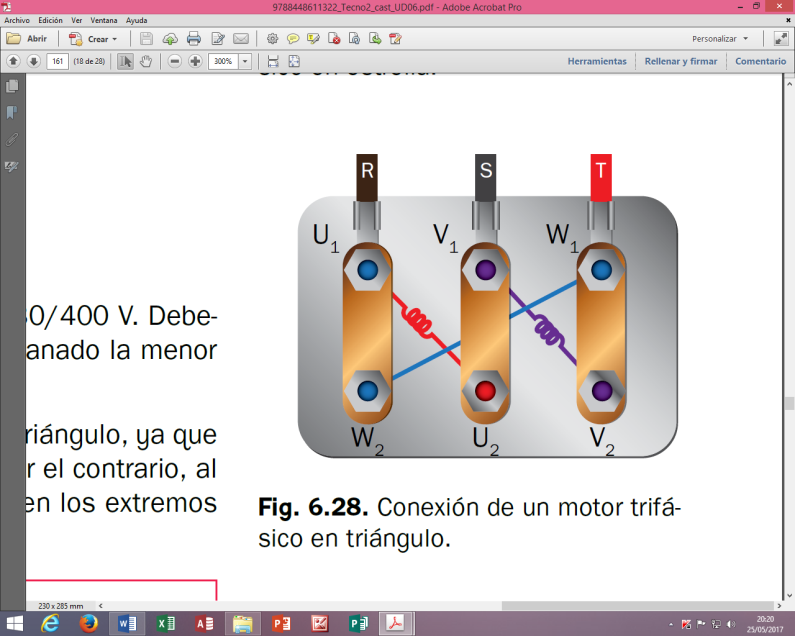 9788448611322_Tecno2_cast_UD06.pdf - Adobe Acrobat Pro
Archivo Edición Ver Ventana Ayuda
Abrir Crear Personalizar
161 (18 de 28) 300% Herramientas Rellenar y firmar Comentario
R S T
U1 V1 W1
W2 U2 V2
30/400 V. Debe-
anado la menor
riángulo, ya que
r el contrario, al
en los extremos
Fig. 6.28. Conexión de un motor trifá-
sico en triángulo.
230 x 285 mm
20:20
25/05/2017